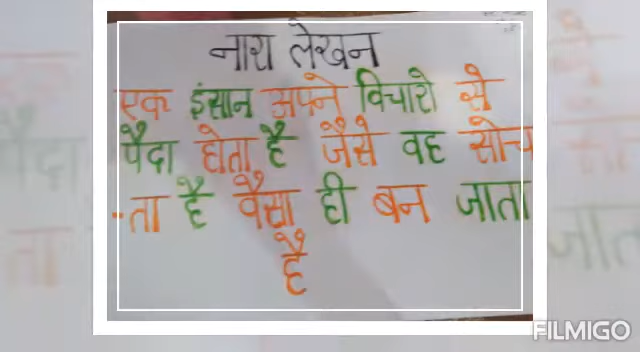 नारा लेखन
एक इंसान अपने विचारो से
पैदा होता है जैसे वह सोच
-ता है वैसा ही बन जाता
है
FILMIGO